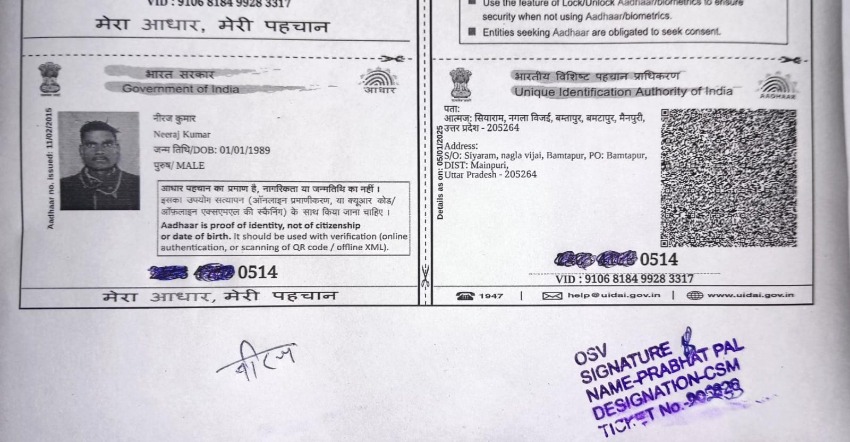 VID : 9106 8184 9928 3317
मेरा आधार, मेरी पहचान
Use the feature of Lock/Unlock Aadhaar/biometrics to ensure
security when not using Aadhaar/biometrics.
Entities seeking Aadhaar are obligated to seek consent.
भारत सरकार
Government of India
आधार
Aadhaar no. issued: 11/02/2015
नीरज कुमार
Neeraj Kumar
जन्म तिथि/DOB: 01/01/1989
पुरुष/ MALE
आधार पहचान का प्रमाण है, नागरिकता या जन्मतिथि का नहीं ।
इसका उपयोग सत्यापन (ऑनलाइन प्रमाणीकरण, या क्यूआर कोड/
ऑफ़लाइन एक्सएमएल की स्कैनिंग) के साथ किया जाना चाहिए ।
Aadhaar is proof of identity, not of citizenship
or date of birth. It should be used with verification (online
authentication, or scanning of QR code / offline XML).
0514
मेरा आधार, मेरी पहचान
भारतीय विशिष्ट पहचान प्राधिकरण
Unique Identification Authority of India
AADHAAR
Details as on: 05/01/2025
पता:
आत्मज: सियाराम, नगला विजई, बम्तापुर, बमटापुर, मैनपुरी,
उत्तर प्रदेश - 205264
Address:
S/O: Siyaram, nagla vijai, Bamtapur, PO: Bamtapur,
DIST: Mainpuri,
Uttar Pradesh - 205264
0514
VID : 9106 8184 9928 3317
1947 | help@uidai.gov.in | www.uidai.gov.in
नीरज
OSV
SIGNATURE
NAME-PRABHAT PAL
DESIGNATION-CSM
TICKET No.-